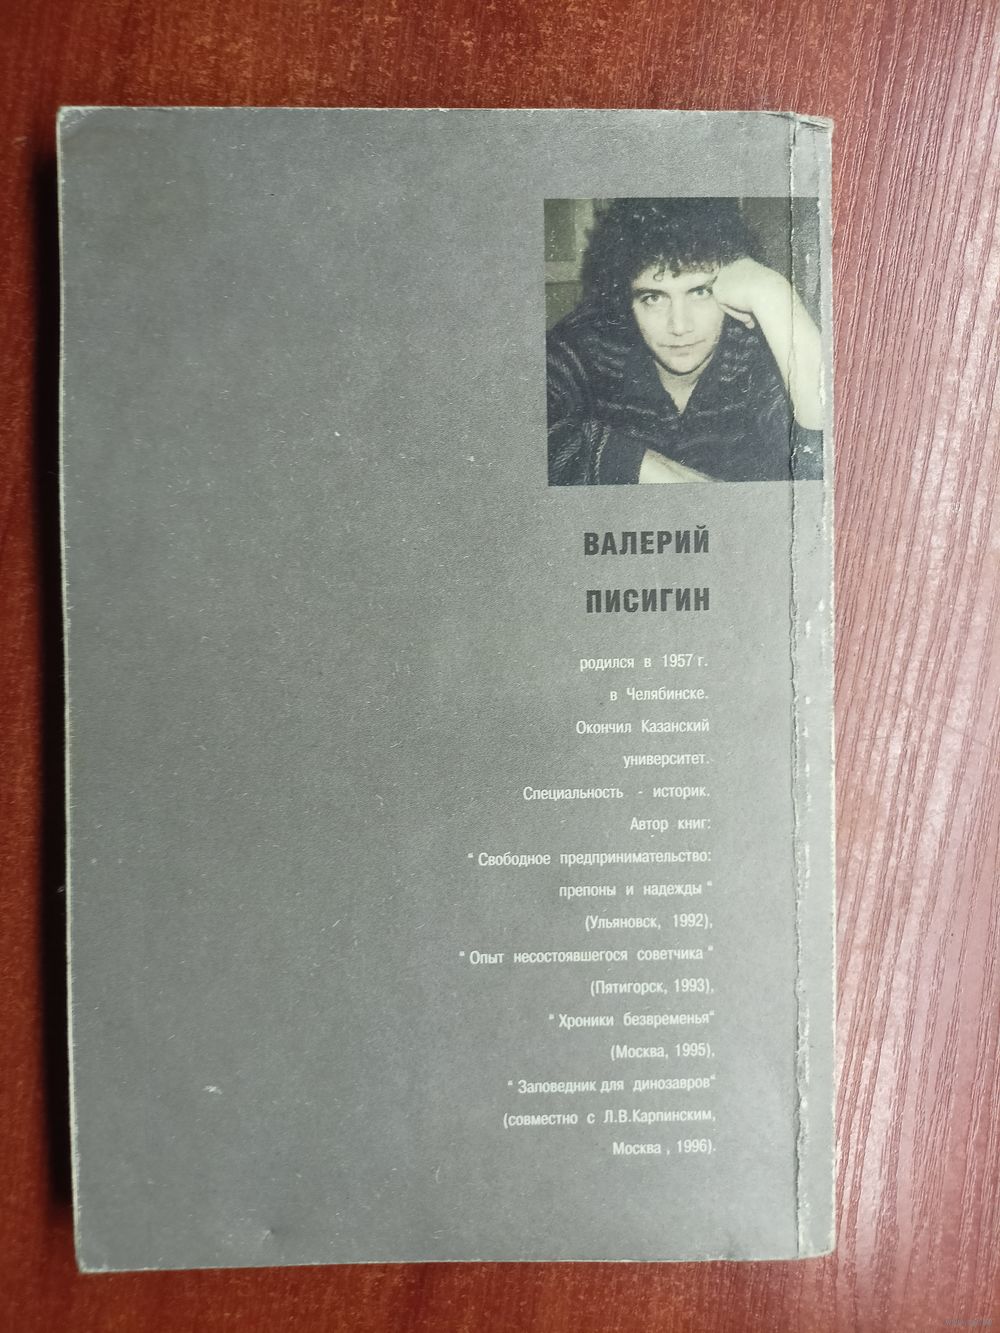 ВАЛЕРИЙ
ПИСИГИН
родился в 1957 г.
в Челябинске.
Окончил Казанский
университет.
Специальность - историк.
Автор книг:
“ Свободное предпринимательство:
препоны и надежды “
(Ульяновск, 1992),
“ Опыт несостоявшегося советчика “
(Пятигорск, 1993),
“ Хроники безвременья“
(Москва, 1995),
“ Заповедник для динозавров“
(совместно с Л.В.Карпинским,
Москва , 1996).